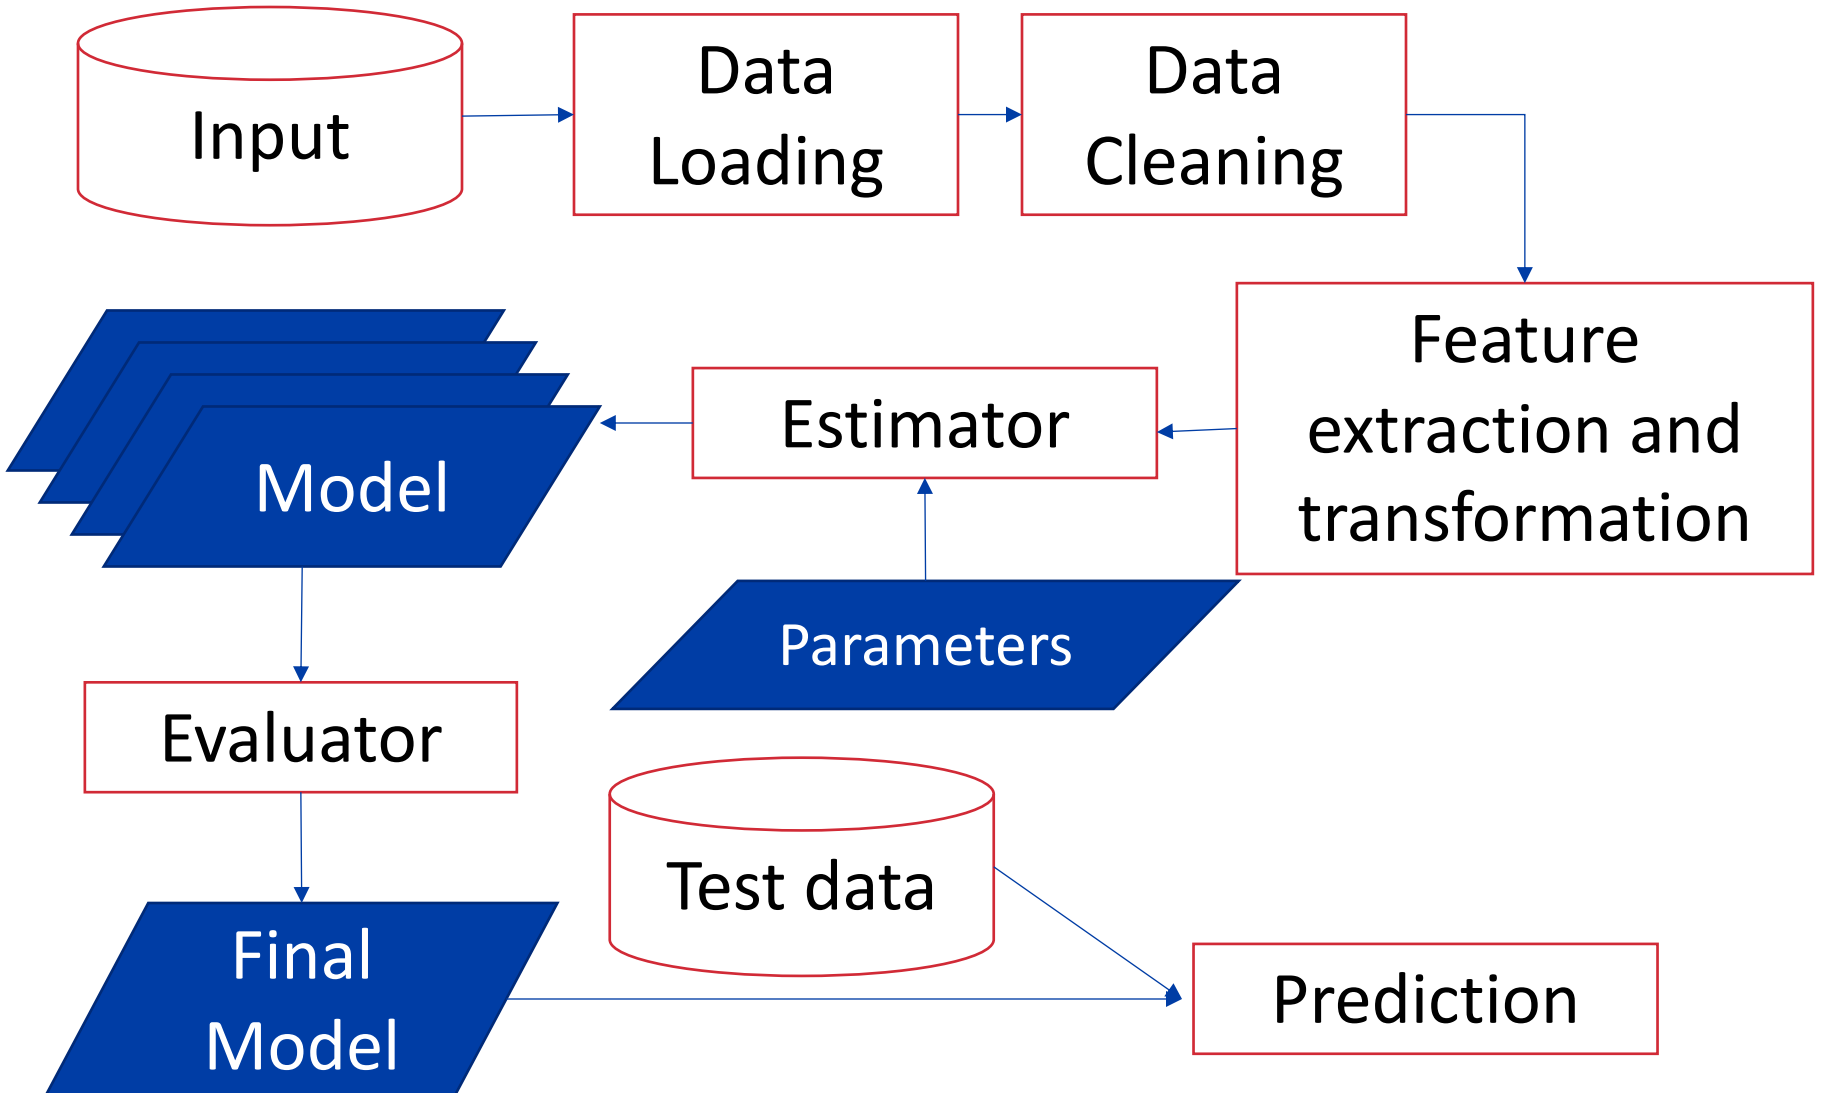 Input
Data
Loading
Data
Cleaning
Feature
extraction and
transformation
Estimator
Model
Parameters
Evaluator
Test data
Final
Model
Prediction